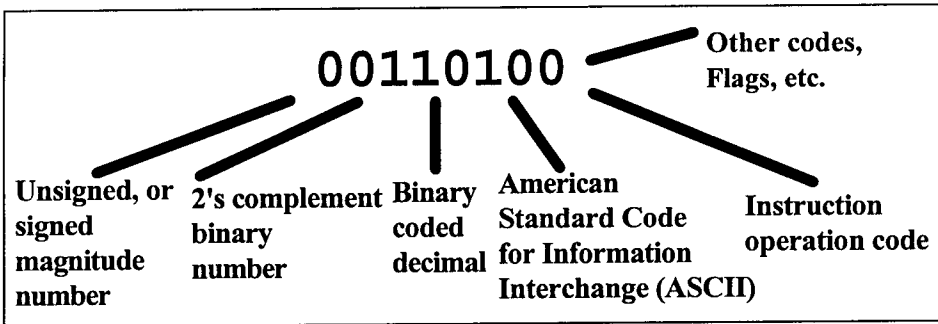 00110100
Other codes,
Flags, etc.
Unsigned, or
signed
magnitude
number
2's complement
binary
number
Binary
coded
decimal
American
Standard Code
for Information
Interchange (ASCII)
Instruction
operation code